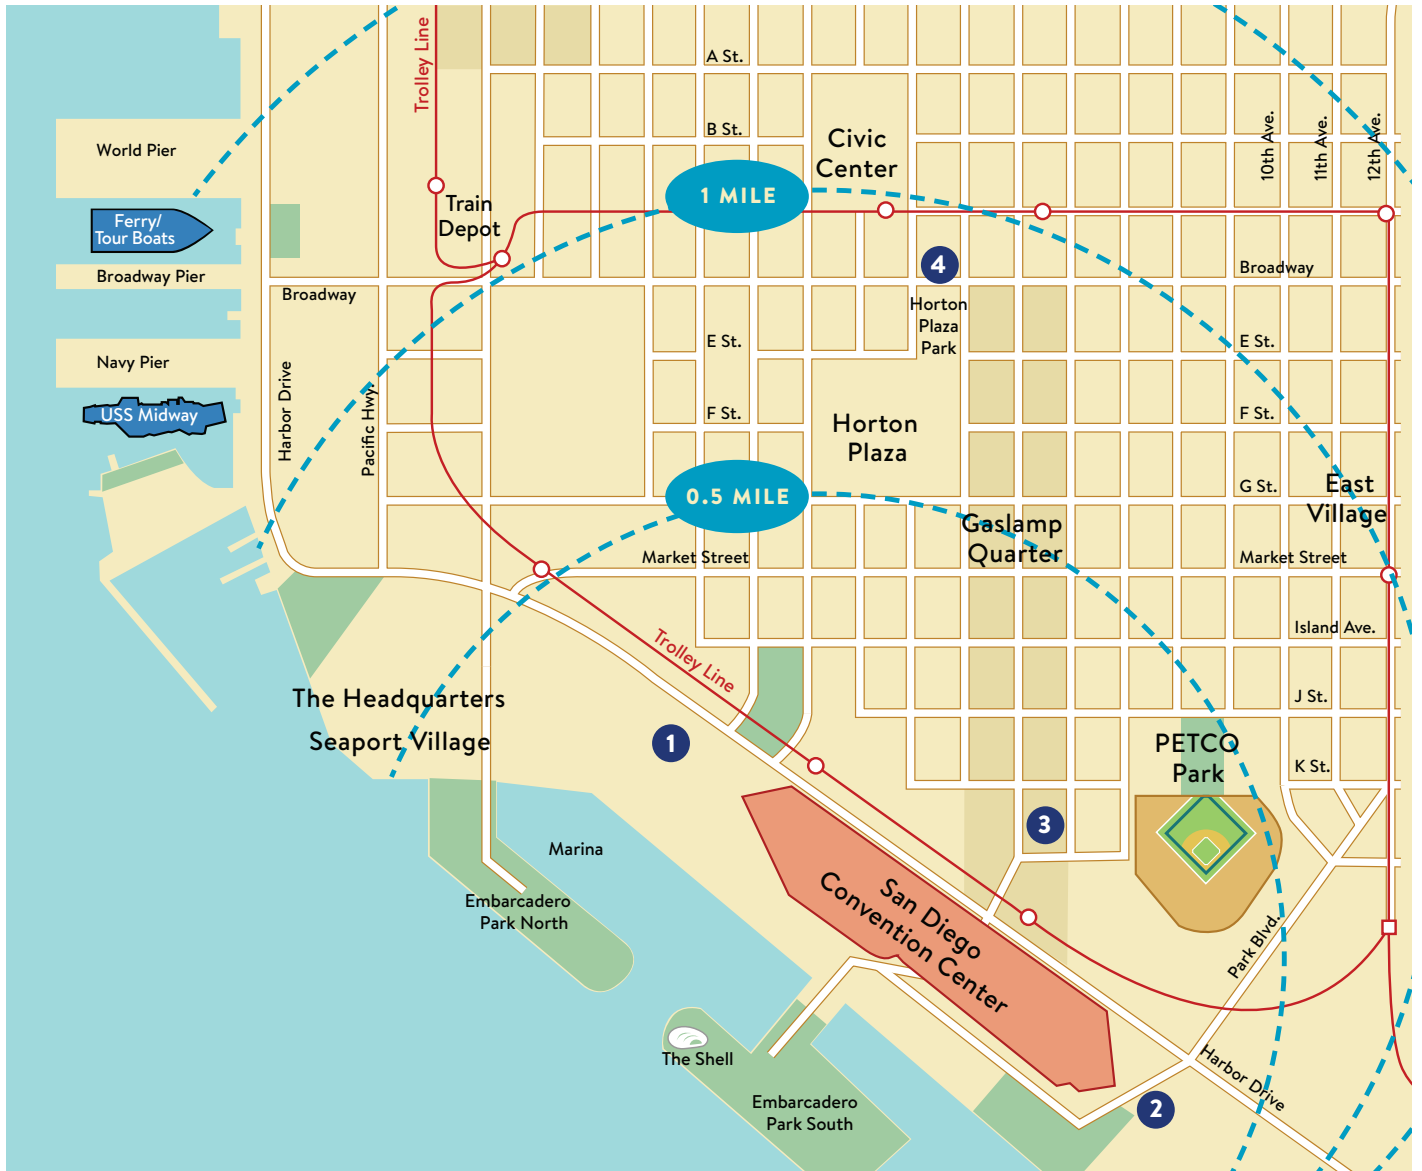 Trolley Line
A St.
B St.
Civic
Center
10th Ave.
11th Ave.
12th Ave.
World Pier
1 MILE
Train
Depot
Ferry/
Tour Boats
4
Broadway Pier
Broadway
Broadway
Horton
Plaza
Park
E St.
E St.
Navy Pier
Harbor Drive
Pacific Hwy.
USS Midway
F St.
F St.
Horton
Plaza
0.5 MILE
G St.
East
Village
Gaslamp
Quarter
Market Street
Market Street
Island Ave.
Trolley Line
The Headquarters
Seaport Village
J St.
1
PETCO
Park
K St.
3
Marina
Embarcadero
Park North
San Diego
Convention Center
Park Blvd.
The Shell
Harbor Drive
Embarcadero
Park South
2